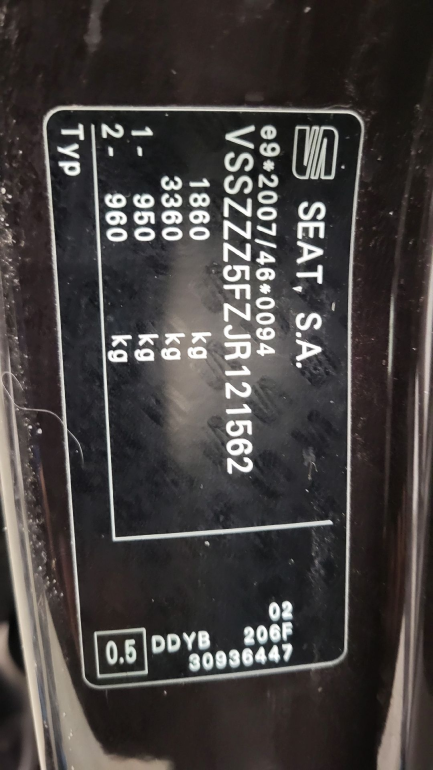 SEAT, S.A.
e9*2007/46*0094
VSSZZZ5FZJR121562
1860 kg
3360 kg
1- 950 kg
2- 960 kg
Typ
02
206F
30936447
DDYB
0.5